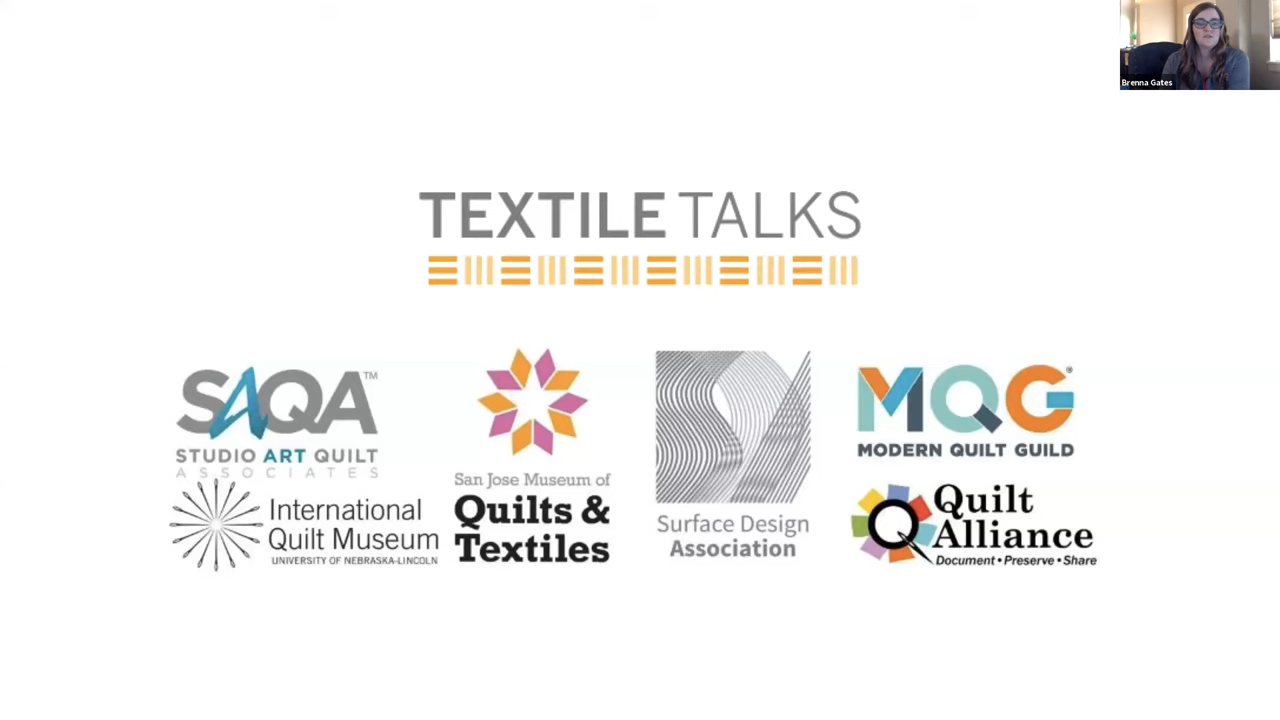 Brenna Gates
TEXTILE TALKS
SAQA™
STUDIO ART QUILT
ASSOCIATES
International
Quilt Museum
UNIVERSITY OF NEBRASKA-LINCOLN
San Jose Museum of
Quilts &
Textiles
Surface Design
Association
MQG®
MODERN QUILT GUILD
Quilt
Alliance
Document • Preserve • Share